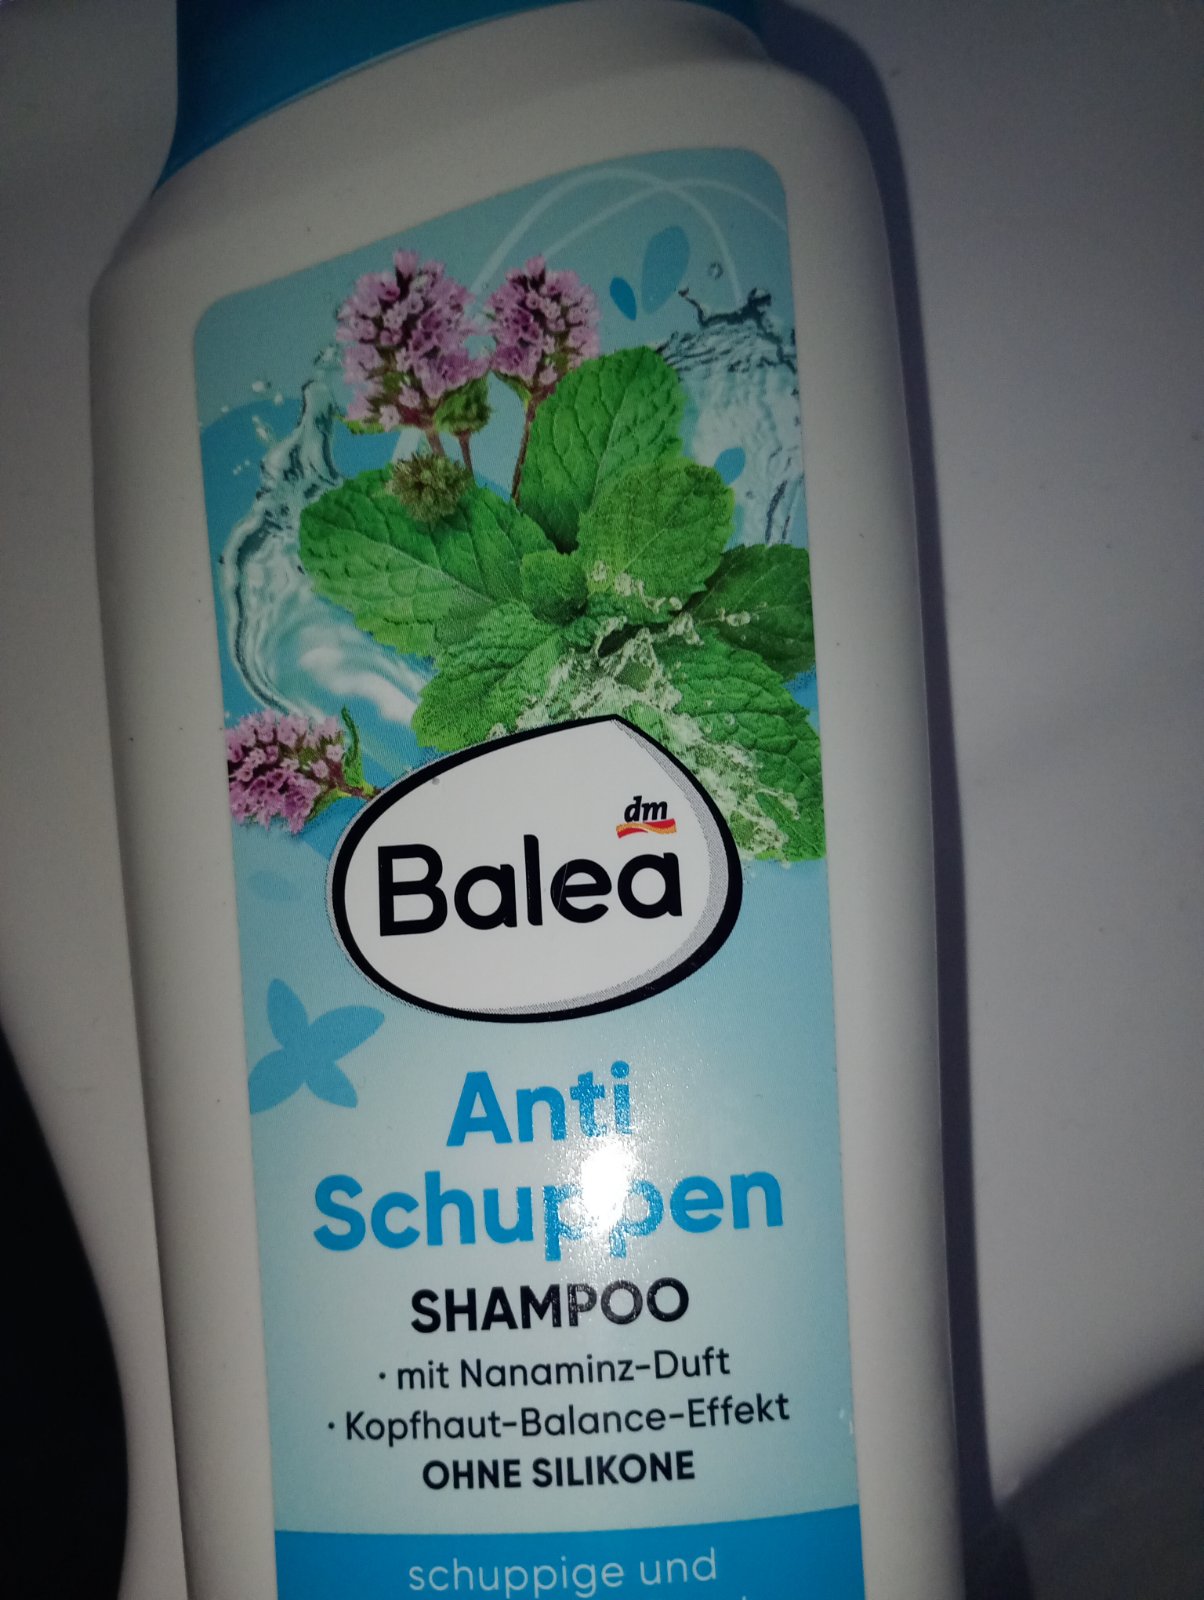 dm
Balea
Anti
Schuppen
SHAMPOO
· mit Nanaminz-Duft
· Kopfhaut-Balance-Effekt
OHNE SILIKONE
schuppige und